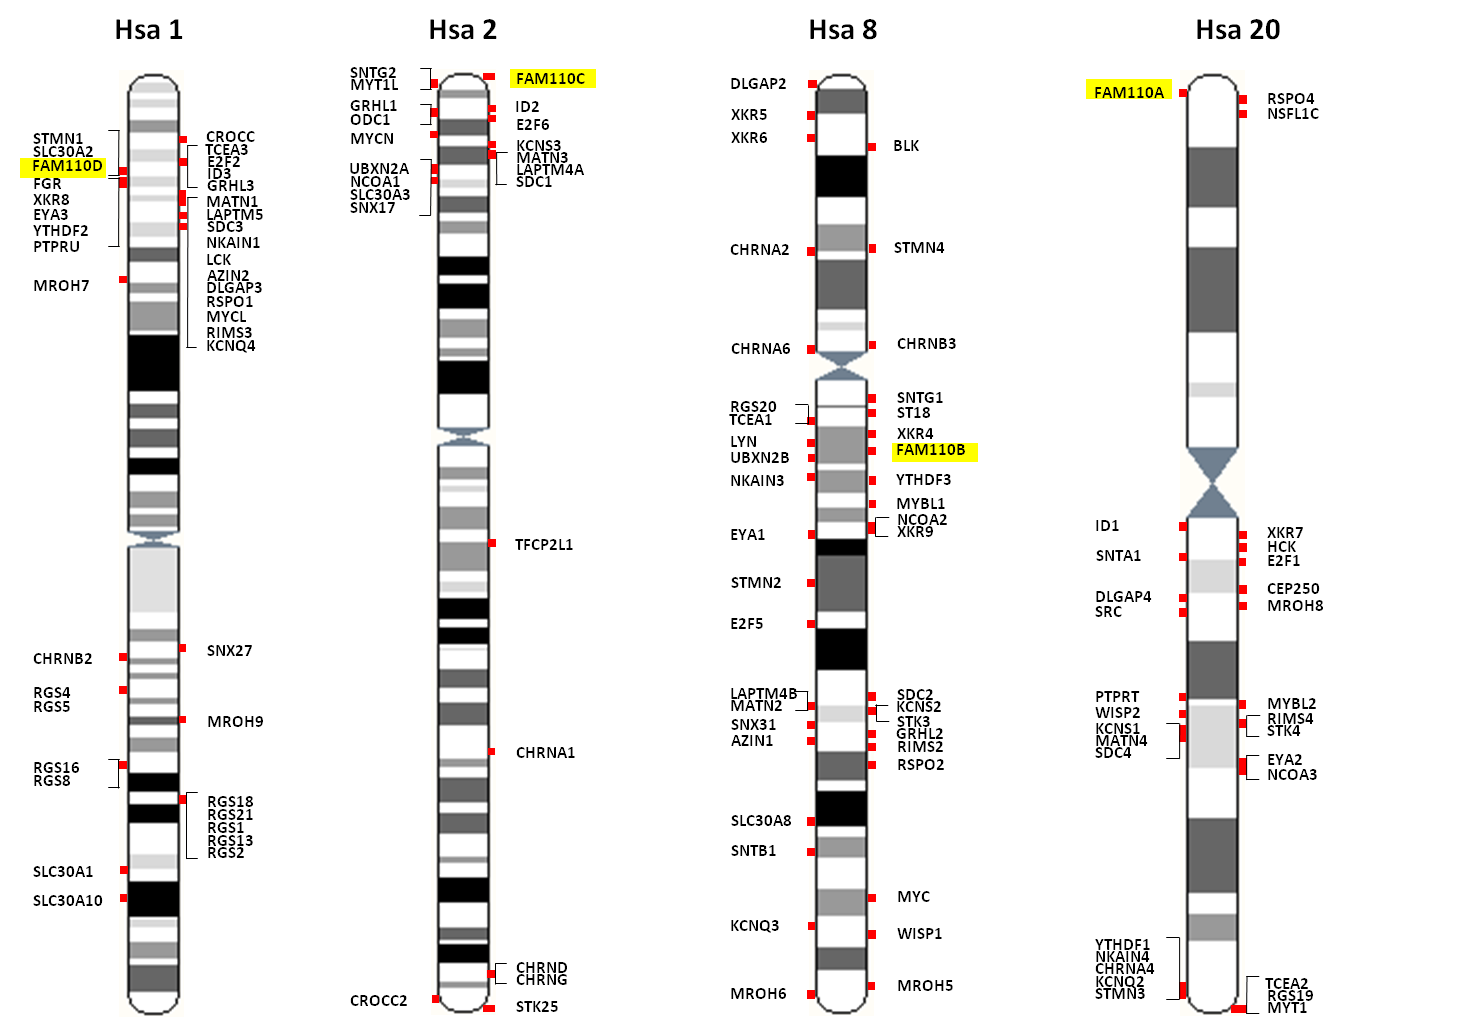 Hsa 1
Hsa 2
Hsa 8
Hsa 20
STMN1
SLC30A2
FAM110D
FGR
XKR8
EYA3
YTHDF2
PTPRU
MROH7
CHRNB2
RGS4
RGS5
RGS16
RGS8
SLC30A1
SLC30A10
CROCC
TCEA3
E2F2
ID3
GRHL3
MATN1
LAPTM5
SDC3
NKAIN1
LCK
AZIN2
DLGAP3
RSPO1
MYCL
RIMS3
KCNQ4
SNX27
MROH9
RGS18
RGS21
RGS1
RGS13
RGS2
SNTG2
MYT1L
GRHL1
ODC1
MYCN
UBXN2A
NCOA1
SLC30A3
SNX17
CROCC2
FAM110C
ID2
E2F6
KCNS3
MATN3
LAPTM4A
SDC1
TFCP2L1
CHRNA1
CHRND
CHRNG
STK25
DLGAP2
XKR5
XKR6
CHRNA2
CHRNA6
RGS20
TCEA1
LYN
UBXN2B
NKAIN3
EYA1
STMN2
E2F5
LAPTM4B
MATN2
SNX31
AZIN1
SLC30A8
SNTB1
KCNQ3
MROH6
BLK
STMN4
CHRNB3
SNTG1
ST18
XKR4
FAM110B
YTHDF3
MYBL1
NCOA2
XKR9
SDC2
KCNS2
STK3
GRHL2
RIMS2
RSPO2
MYC
WISP1
MROH5
FAM110A
ID1
SNTA1
DLGAP4
SRC
PTPRT
WISP2
KCNS1
MATN4
SDC4
YTHDF1
NKAIN4
CHRNA4
KCNQ2
STMN3
RSPO4
NSFL1C
XKR7
HCK
E2F1
CEP250
MROH8
MYBL2
RIMS4
STK4
EYA2
NCOA3
TCEA2
RGS19
MYT1